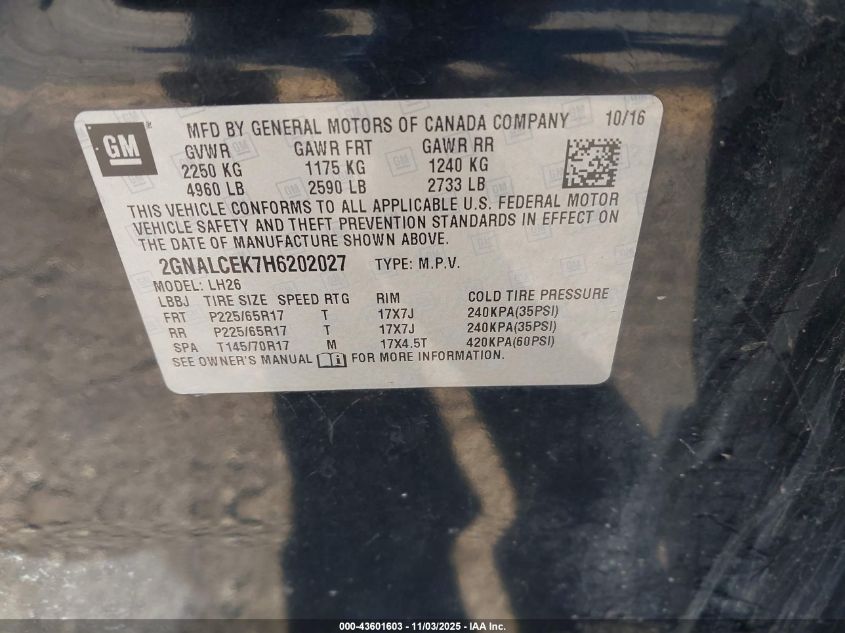 GM
MFD BY GENERAL MOTORS OF CANADA COMPANY 10/16
GVWR GAWR FRT GAWR RR
2250 KG 1175 KG 1240 KG
4960 LB 2590 LB 2733 LB
THIS VEHICLE CONFORMS TO ALL APPLICABLE U.S. FEDERAL MOTOR
VEHICLE SAFETY AND THEFT PREVENTION STANDARDS IN EFFECT ON
THE DATE OF MANUFACTURE SHOWN ABOVE.
2GNALCEK7H6202027 TYPE: M.P.V.
MODEL: LH26
LBBJ TIRE SIZE SPEED RTG RIM COLD TIRE PRESSURE
FRT P225/65R17 T 17X7J 240KPA(35PSI)
RR P225/65R17 T 17X7J 240KPA(35PSI)
SPA T145/70R17 M 17X4.5T 420KPA(60PSI)
SEE OWNER'S MANUAL FOR MORE INFORMATION.
000-43601603 - 11/03/2025 - IAA Inc.